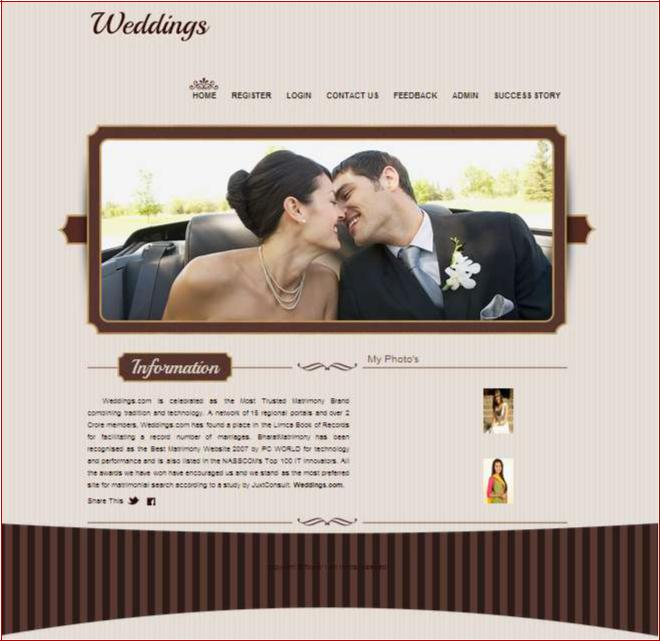 Weddings
HOME REGISTER LOGIN CONTACT US FEEDBACK ADMIN SUCCESS STORY
Information
My Photo's
Weddings.com is celebrated as the Most Trusted Matrimony Brand
combining tradition and technology. A network of 15 regional portals and over 2
Crore members, Weddings.com has found a place in the Limca Book of Records
for facilitating a record number of marriages. BharatMatrimony has been
recognised as the Best Matrimony Website 2007 by PC WORLD for technology
and performance and is also listed in the NASSCOM's Top 100 IT innovators. All
the awards we have won have encouraged us and we stand as the most preferred
site for matrimonial search according to a study by JuxtConsult. Weddings.com.
Share This